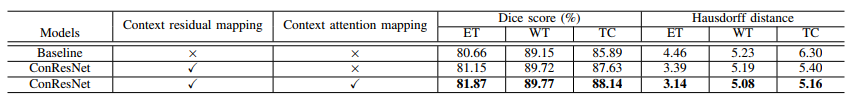 Models Context residual mapping Context attention mapping Dice score (%) Hausdorff distance
ET WT TC ET WT TC
Baseline × × 80.66 89.15 85.89 4.46 5.23 6.30
ConResNet ✓ × 81.15 89.72 87.63 3.39 5.19 5.40
ConResNet ✓ ✓ 81.87 89.77 88.14 3.14 5.08 5.16